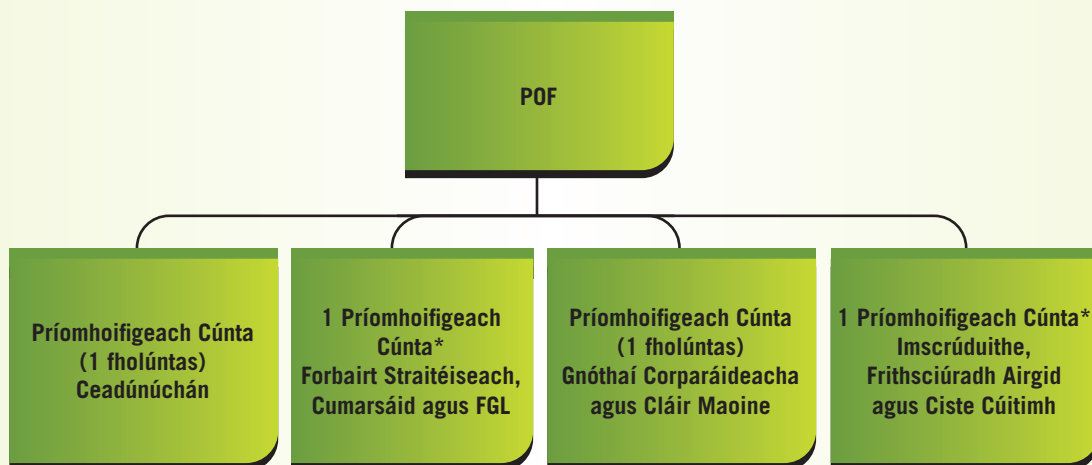 POF
Príomhoifigeach Cúnta
(1 fholúntas)
Ceadúnúchán
1 Príomhoifigeach
Cúnta*
Forbairt Straitéiseach,
Cumarsáid agus FGL
Príomhoifigeach Cúnta
(1 fholúntas)
Gnóthaí Corparáideacha
agus Cláir Maoine
1 Príomhoifigeach Cúnta*
Imscrúduithe,
Frithsciúradh Airgid
agus Ciste Cúitimh